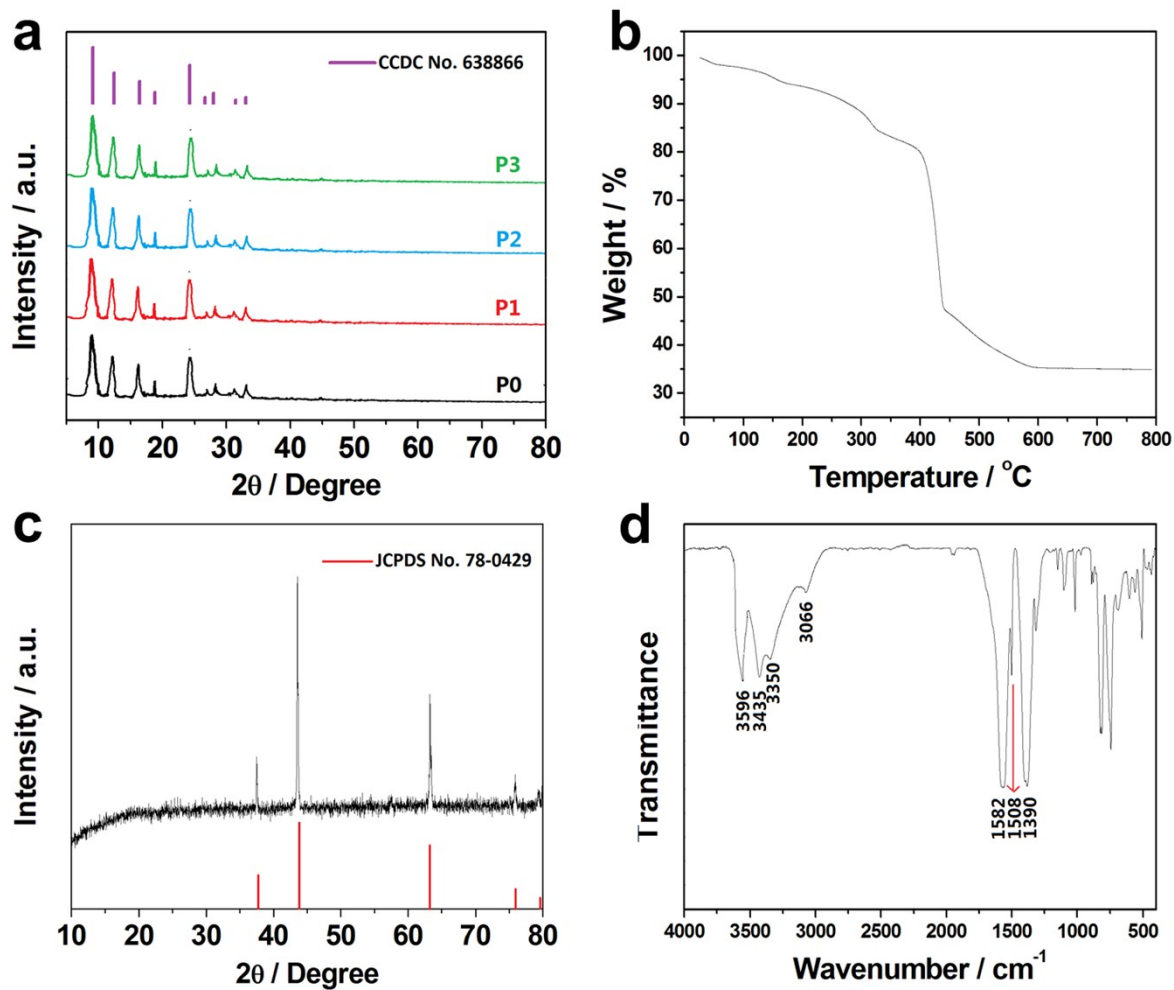 a
Intensity / a.u.
CCDC No. 638866
P3
P2
P1
P0
10 20 30 40 50 60 70 80
2θ / Degree
b
Weight / %
100
90
80
70
60
50
40
30
0 100 200 300 400 500 600 700 800
Temperature / °C
c
Intensity / a.u.
JCPDS No. 78-0429
10 20 30 40 50 60 70 80
2θ / Degree
d
Transmittance
3596
3435
3350
3066
1582
1508
1390
4000 3500 3000 2500 2000 1500 1000 500
Wavenumber / cm⁻¹